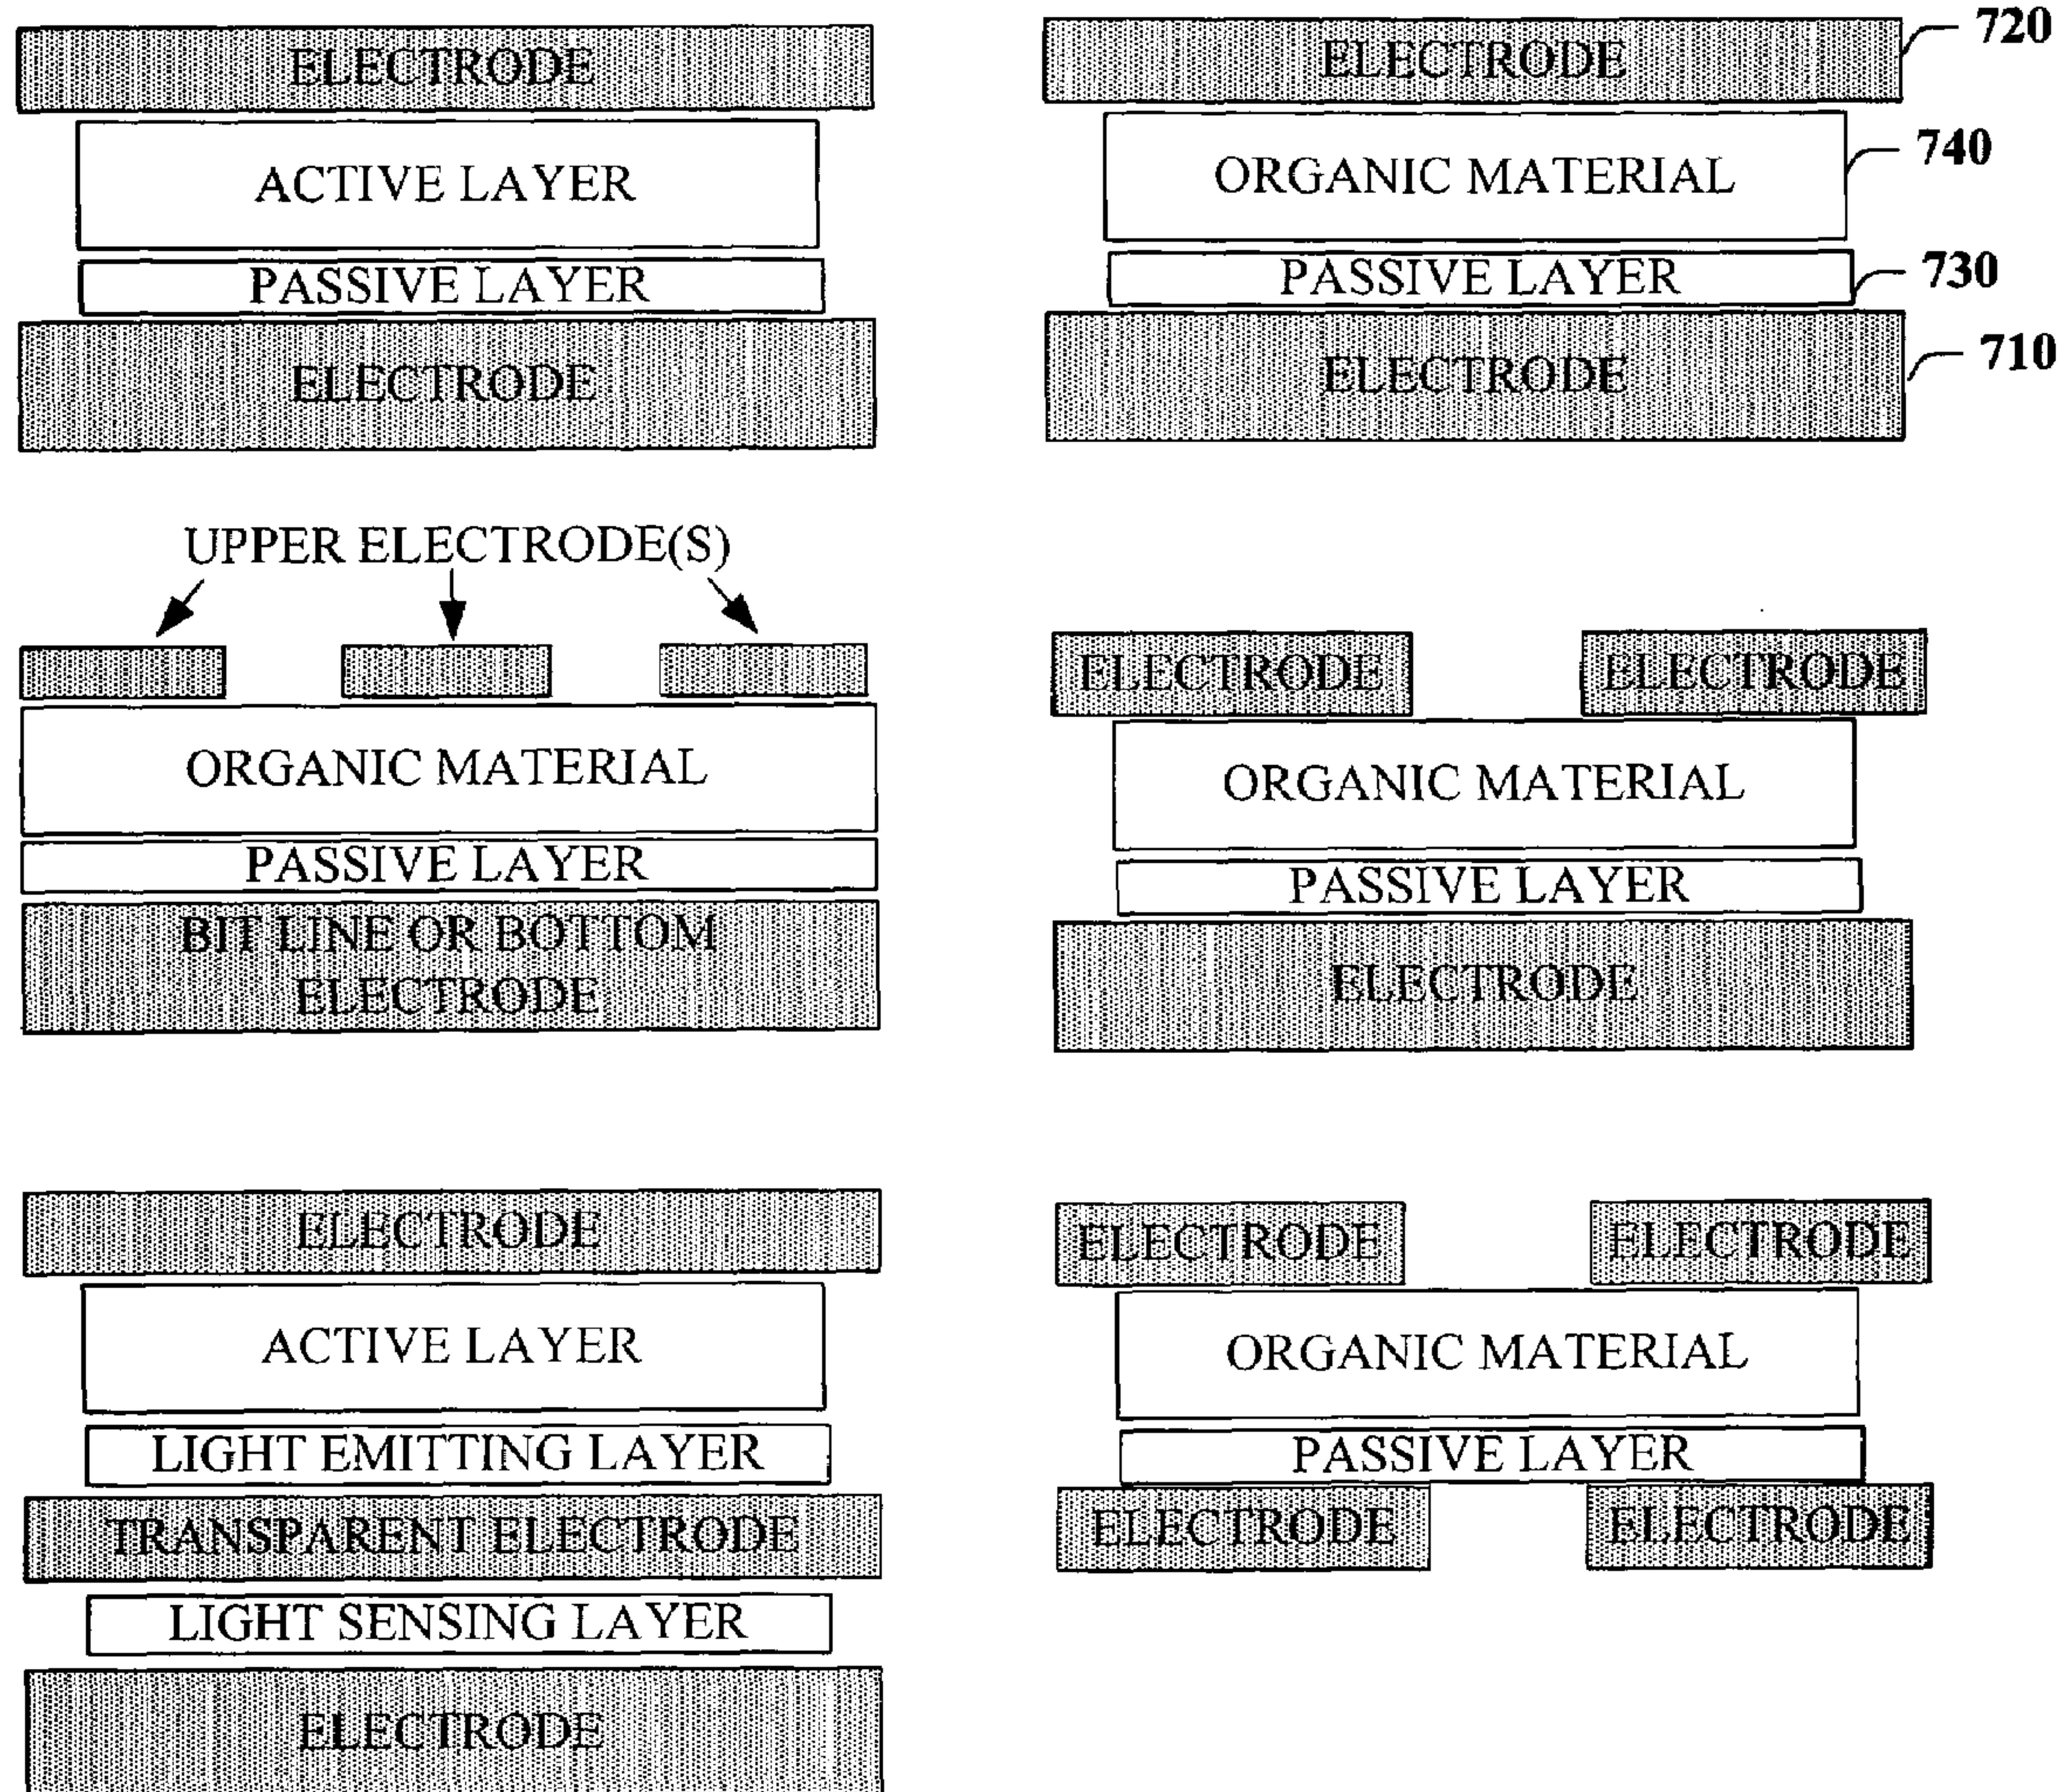 ELECTRODE
ACTIVE LAYER
PASSIVE LAYER
ELECTRODE
ELECTRODE
720
ORGANIC MATERIAL
740
PASSIVE LAYER
730
ELECTRODE
710
UPPER ELECTRODE(S)
ORGANIC MATERIAL
PASSIVE LAYER
BIT LINE OR BOTTOM
ELECTRODE
ELECTRODE
ELECTRODE
ORGANIC MATERIAL
PASSIVE LAYER
ELECTRODE
ELECTRODE
ACTIVE LAYER
LIGHT EMITTING LAYER
TRANSPARENT ELECTRODE
LIGHT SENSING LAYER
ELECTRODE
ELECTRODE
ELECTRODE
ORGANIC MATERIAL
PASSIVE LAYER
ELECTRODE
ELECTRODE